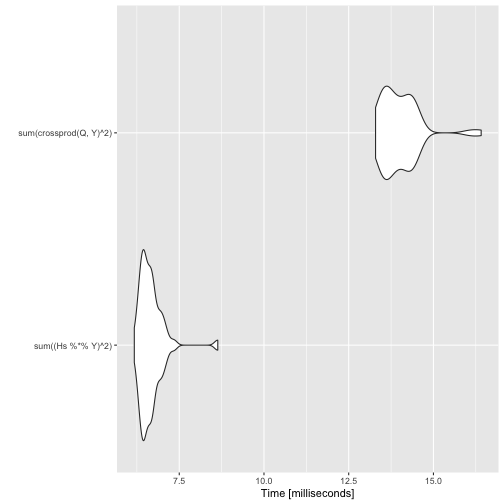 sum(crossprod(Q, Y)^2)
sum((Hs %*% Y)^2)
7.5 10.0 12.5 15.0
Time [milliseconds]